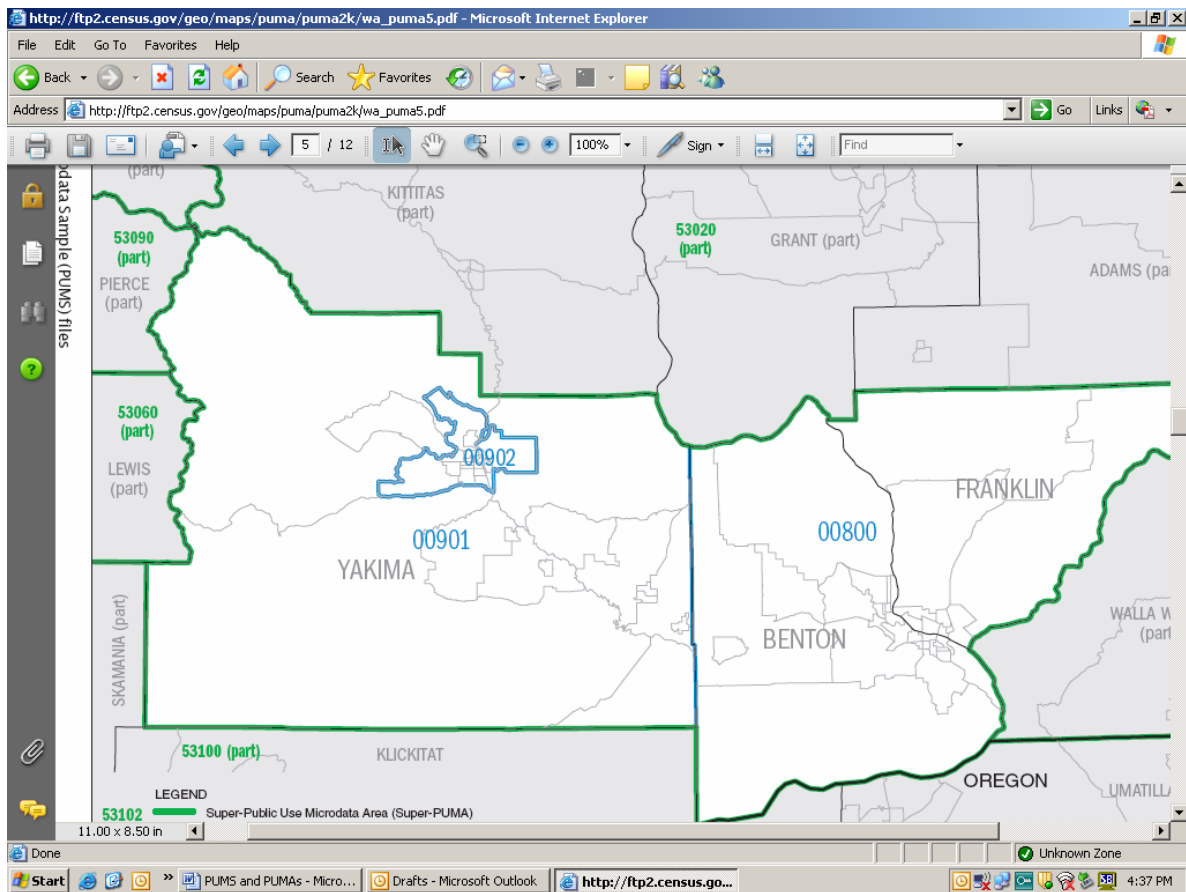 http://ftp2.census.gov/geo/maps/puma/puma2k/wa_puma5.pdf - Microsoft Internet Explorer
File Edit Go To Favorites Help
Back Search Favorites
Address http://ftp2.census.gov/geo/maps/puma/puma2k/wa_puma5.pdf Go Links
5 / 12 100% Sign Find
data Sample (PUMS) files
(part)
KITTITAS
(part)
53090
(part)
PIERCE
(part)
53020
(part)
GRANT (part)
ADAMS (pa
53060
(part)
LEWIS
(part)
00902
00901
YAKIMA
00800
FRANKLIN
BENTON
WALLA W
(part
SKAMANIA (part)
53100 (part)
KLICKITAT
OREGON
UMATILLA
LEGEND
53102 Super-Public Use Microdata Area (Super-PUMA)
11.00 x 8.50 in
Done Unknown Zone
Start » PUMS and PUMAs - Micro... Drafts - Microsoft Outlook http://ftp2.census.go... 4:37 PM